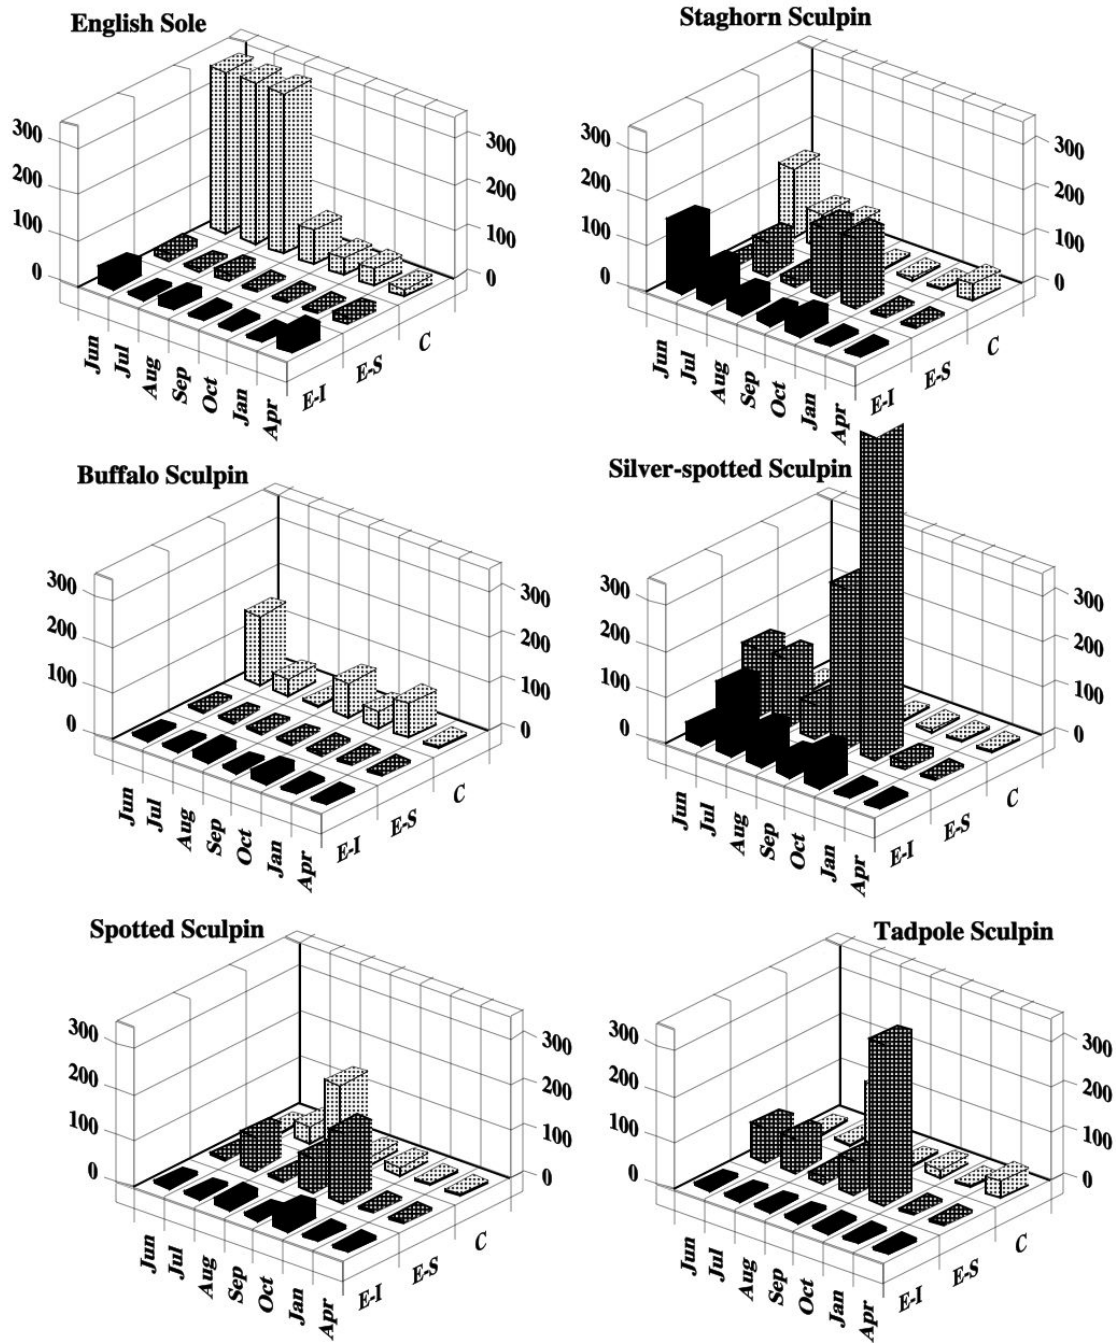 English Sole
300
200
100
0
300
200
100
0
Jun
Jul
Aug
Sep
Oct
Jan
Apr
E-I
E-S
C
Staghorn Sculpin
300
200
100
0
300
200
100
0
Jun
Jul
Aug
Sep
Oct
Jan
Apr
E-I
E-S
C
Buffalo Sculpin
300
200
100
0
300
200
100
0
Jun
Jul
Aug
Sep
Oct
Jan
Apr
E-I
E-S
C
Silver-spotted Sculpin
300
200
100
0
300
200
100
0
Jun
Jul
Aug
Sep
Oct
Jan
Apr
E-I
E-S
C
Spotted Sculpin
300
200
100
0
300
200
100
0
Jun
Jul
Aug
Sep
Oct
Jan
Apr
E-I
E-S
C
Tadpole Sculpin
300
200
100
0
300
200
100
0
Jun
Jul
Aug
Sep
Oct
Jan
Apr
E-I
E-S
C